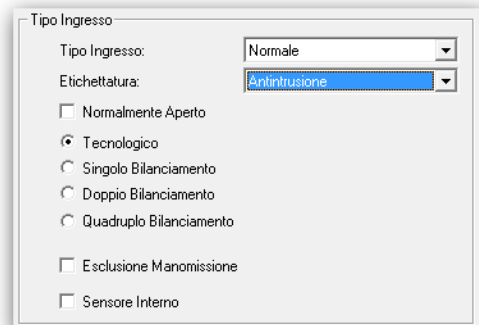 Tipo Ingresso
Tipo Ingresso: Normale
Etichettatura: Antintrusione
Normalmente Aperto
Tecnologico
Singolo Bilanciamento
Doppio Bilanciamento
Quadruplo Bilanciamento
Esclusione Manomissione
Sensore Interno